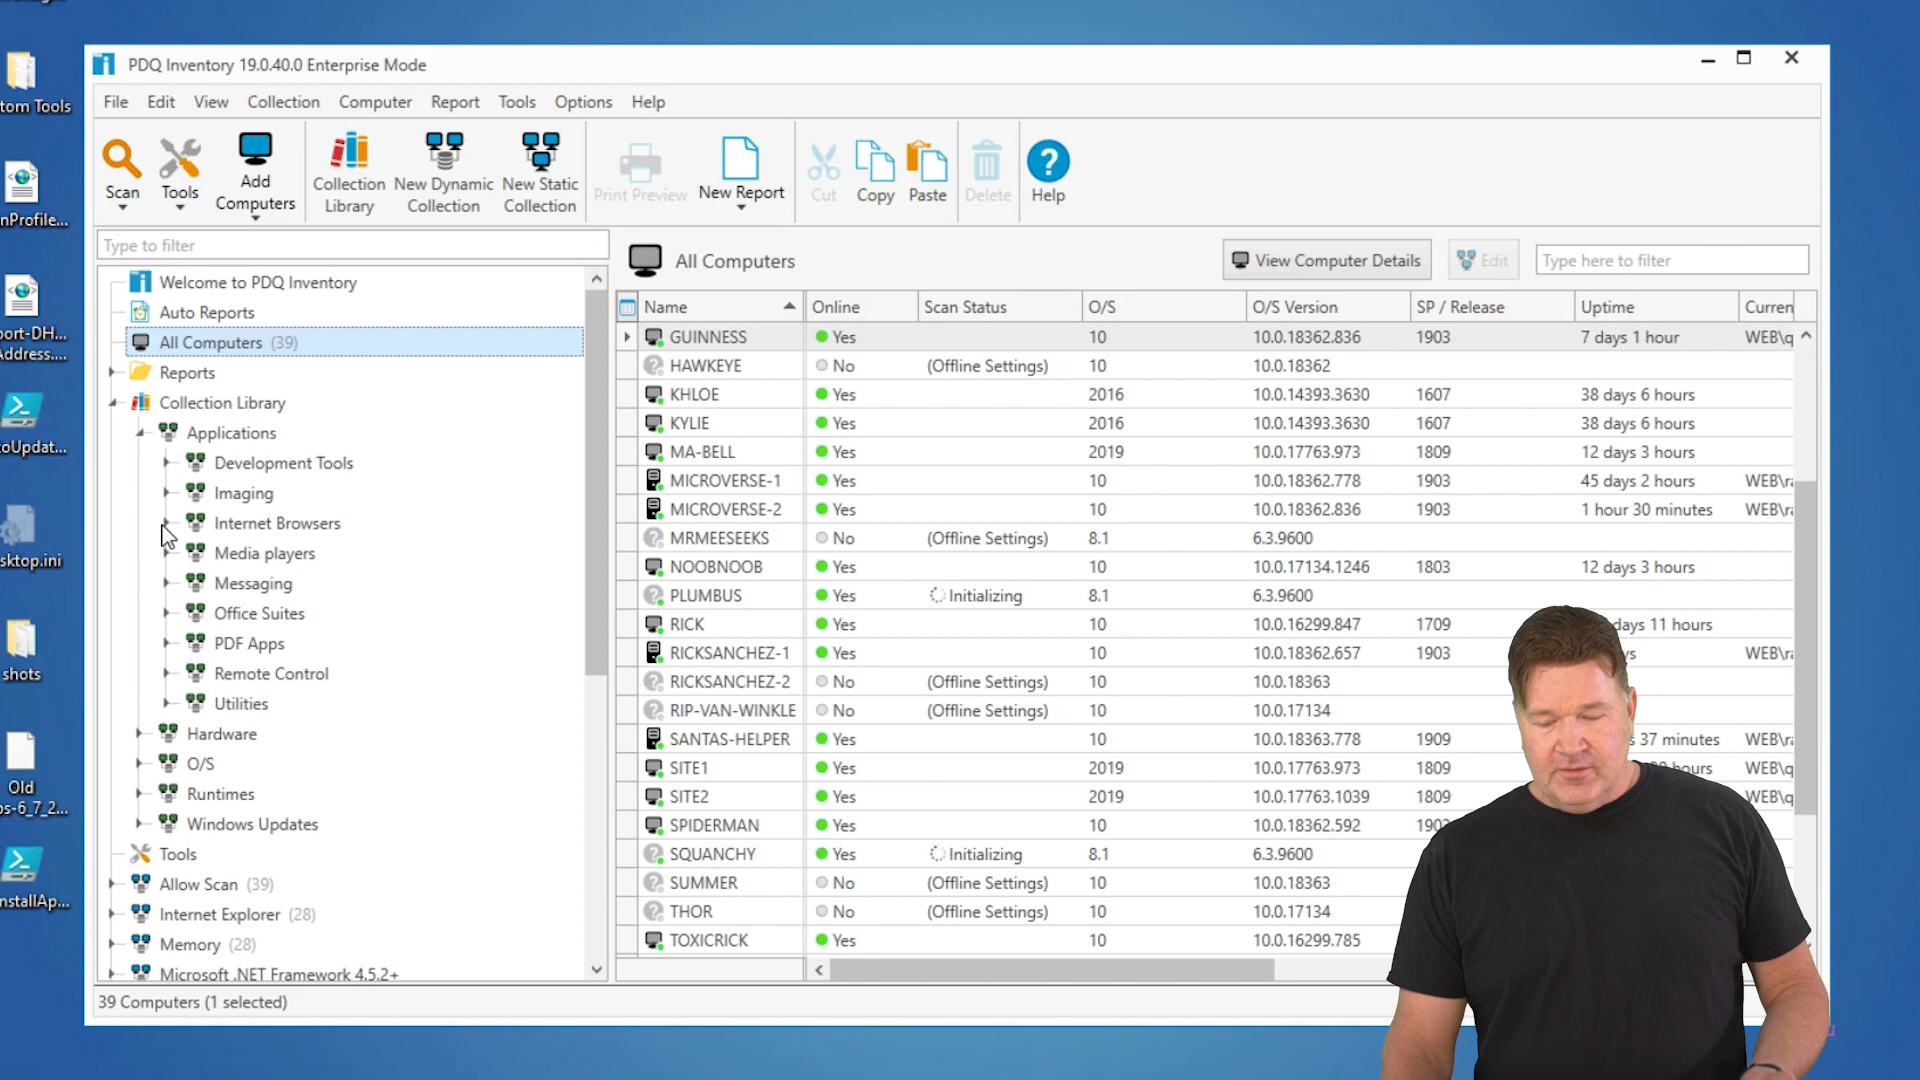 tom Tools
nProfile...
port-DH...
Address....
oUpdat...
sktop.ini
shots
Old
ps-6_7_2...
nstallAp...
PDQ Inventory 19.0.40.0 Enterprise Mode
File Edit View Collection Computer Report Tools Options Help
Scan Tools Add Computers Collection Library New Dynamic Collection New Static Collection Print Preview New Report Cut Copy Paste Delete Help
Type to filter
Welcome to PDQ Inventory
Auto Reports
All Computers (39)
Reports
Collection Library
Applications
Development Tools
Imaging
Internet Browsers
Media players
Messaging
Office Suites
PDF Apps
Remote Control
Utilities
Hardware
O/S
Runtimes
Windows Updates
Tools
Allow Scan (39)
Internet Explorer (28)
Memory (28)
Microsoft .NET Framework 4.5.2+
All Computers View Computer Details Edit Type here to filter
Name Online Scan Status O/S O/S Version SP / Release Uptime Curren
GUINNESS Yes 10 10.0.18362.836 1903 7 days 1 hour WEB\q
HAWKEYE No (Offline Settings) 10 10.0.18362
KHLOE Yes 2016 10.0.14393.3630 1607 38 days 6 hours
KYLIE Yes 2016 10.0.14393.3630 1607 38 days 6 hours
MA-BELL Yes 2019 10.0.17763.973 1809 12 days 3 hours
MICROVERSE-1 Yes 10 10.0.18362.778 1903 45 days 2 hours WEB\ra
MICROVERSE-2 Yes 10 10.0.18362.836 1903 1 hour 30 minutes WEB\ra
MRMEESEEKS No (Offline Settings) 8.1 6.3.9600
NOOBNOOB Yes 10 10.0.17134.1246 1803 12 days 3 hours
PLUMBUS Yes Initializing 8.1 6.3.9600
RICK Yes 10 10.0.16299.847 1709 days 11 hours
RICKSANCHEZ-1 Yes 10 10.0.18362.657 1903 ys WEB\ra
RICKSANCHEZ-2 No (Offline Settings) 10 10.0.18363
RIP-VAN-WINKLE No (Offline Settings) 10 10.0.17134
SANTAS-HELPER Yes 10 10.0.18363.778 1909 s 37 minutes WEB\ra
SITE1 Yes 2019 10.0.17763.973 1809 hours WEB\q
SITE2 Yes 2019 10.0.17763.1039 1809 WEB\q
SPIDERMAN Yes 10 10.0.18362.592 1903
SQUANCHY Yes Initializing 8.1 6.3.9600
SUMMER No (Offline Settings) 10 10.0.18363
THOR No (Offline Settings) 10 10.0.17134
TOXICRICK Yes 10 10.0.16299.785
39 Computers (1 selected)